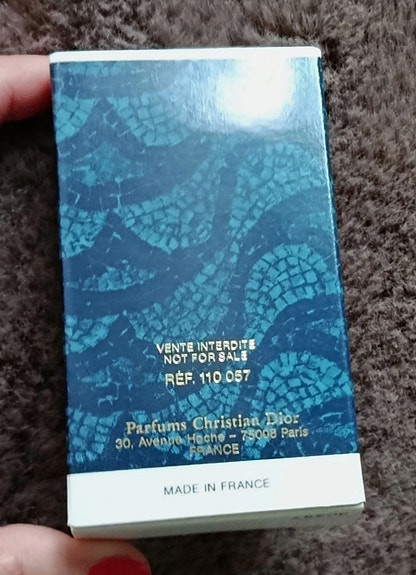 VENTE INTERDITE
NOT FOR SALE
RÉF. 110 057
Parfums Christian Dior
30, Avenue Hoche – 75008 Paris
FRANCE
MADE IN FRANCE